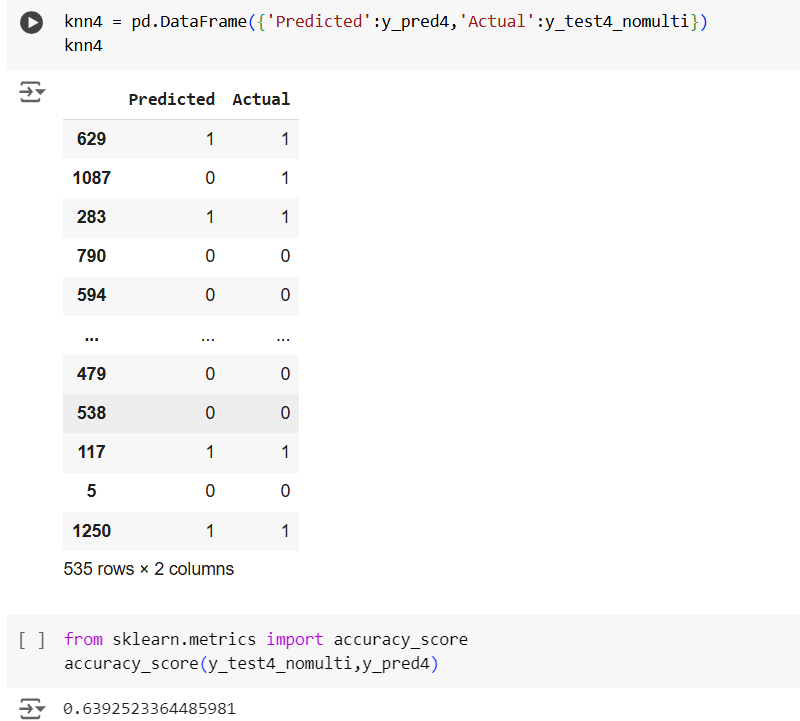 knn4 = pd.DataFrame({'Predicted':y_pred4,'Actual':y_test4_nomulti})
knn4
Predicted Actual
629 1 1
1087 0 1
283 1 1
790 0 0
594 0 0
... ... ...
479 0 0
538 0 0
117 1 1
5 0 0
1250 1 1
535 rows × 2 columns
[ ] from sklearn.metrics import accuracy_score
accuracy_score(y_test4_nomulti,y_pred4)
0.6392523364485981